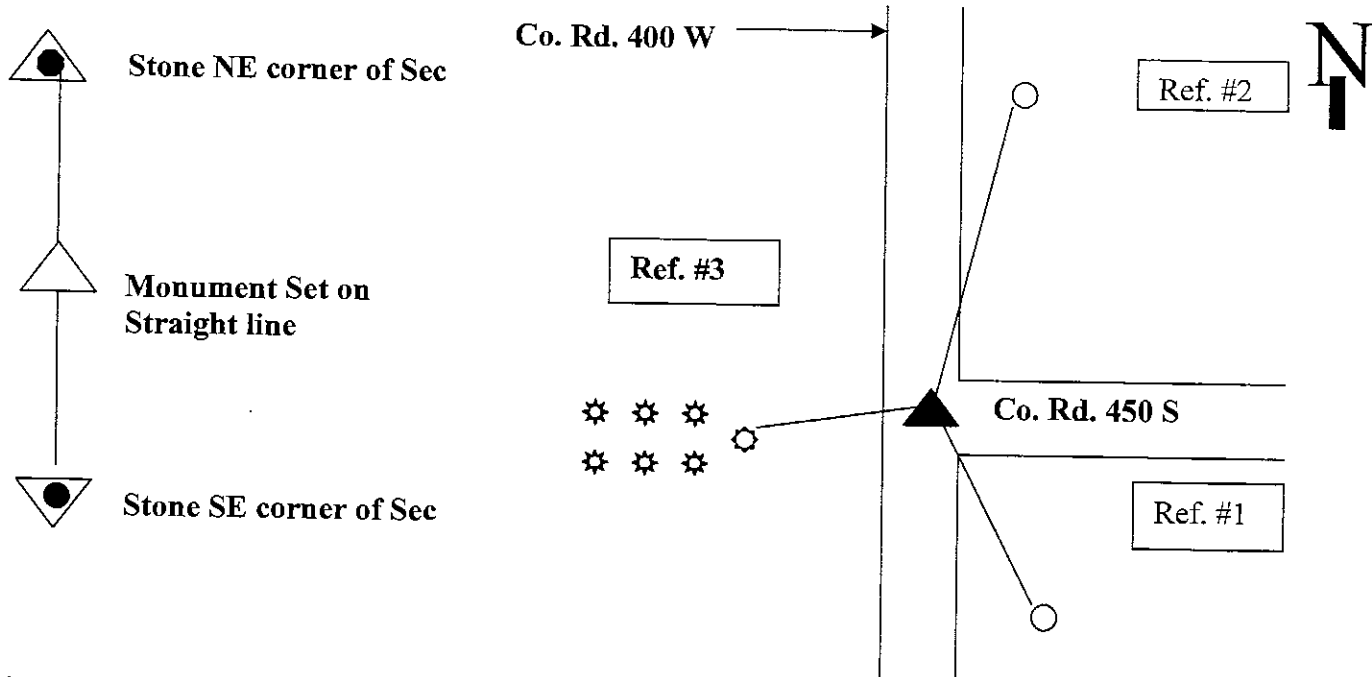 Co. Rd. 400 W
N
Stone NE corner of Sec
Ref. #2
Ref. #3
Monument Set on
Straight line
Co. Rd. 450 S
Stone SE corner of Sec
Ref. #1